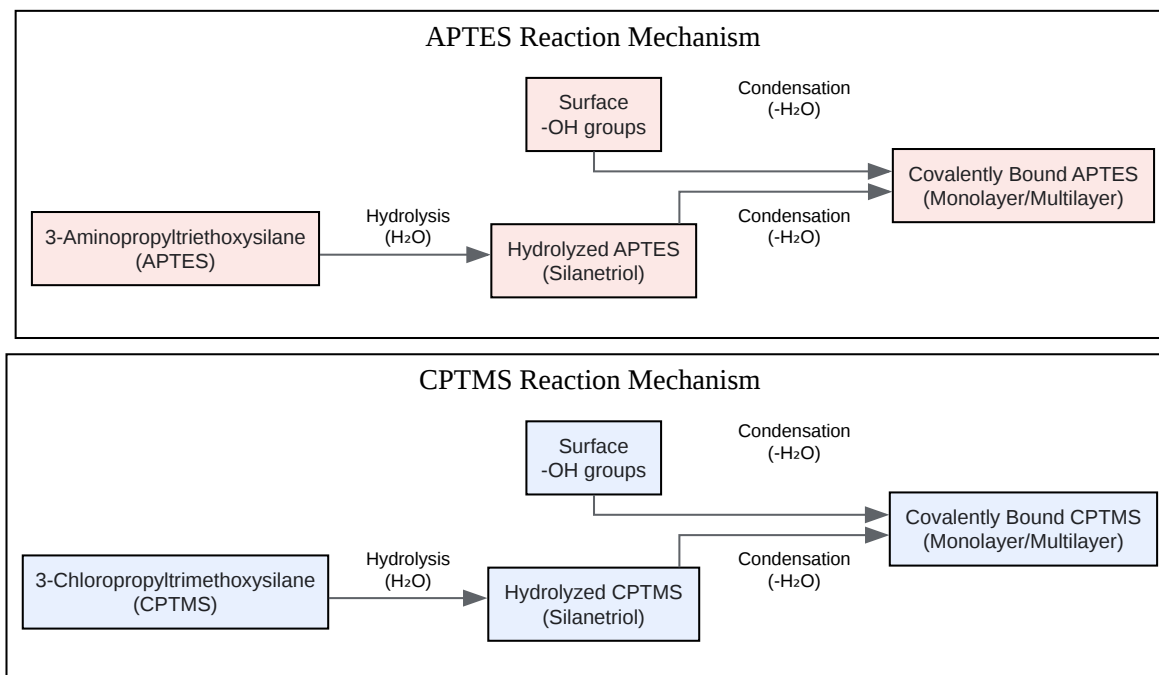 APTES Reaction Mechanism
Surface
-OH groups
Condensation
(-H₂O)
Covalently Bound APTES
(Monolayer/Multilayer)
3-Aminopropyltriethoxysilane
(APTES)
Hydrolysis
(H₂O)
Hydrolyzed APTES
(Silanetriol)
Condensation
(-H₂O)
CPTMS Reaction Mechanism
Surface
-OH groups
Condensation
(-H₂O)
Covalently Bound CPTMS
(Monolayer/Multilayer)
3-Chloropropyltrimethoxysilane
(CPTMS)
Hydrolysis
(H₂O)
Hydrolyzed CPTMS
(Silanetriol)
Condensation
(-H₂O)